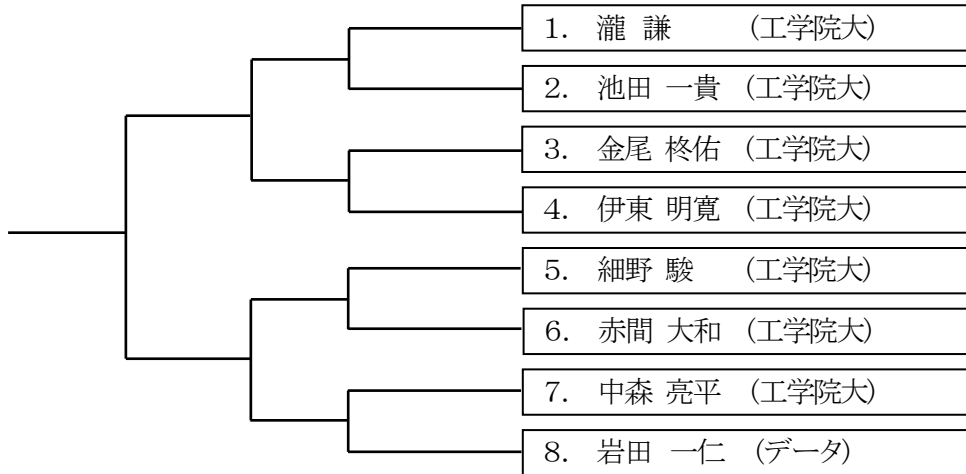 1. 瀧 謙 (工学院大)
2. 池田 一貴 (工学院大)
3. 金尾 柊佑 (工学院大)
4. 伊東 明寛 (工学院大)
5. 細野 駿 (工学院大)
6. 赤間 大和 (工学院大)
7. 中森 亮平 (工学院大)
8. 岩田 一仁 (データ)